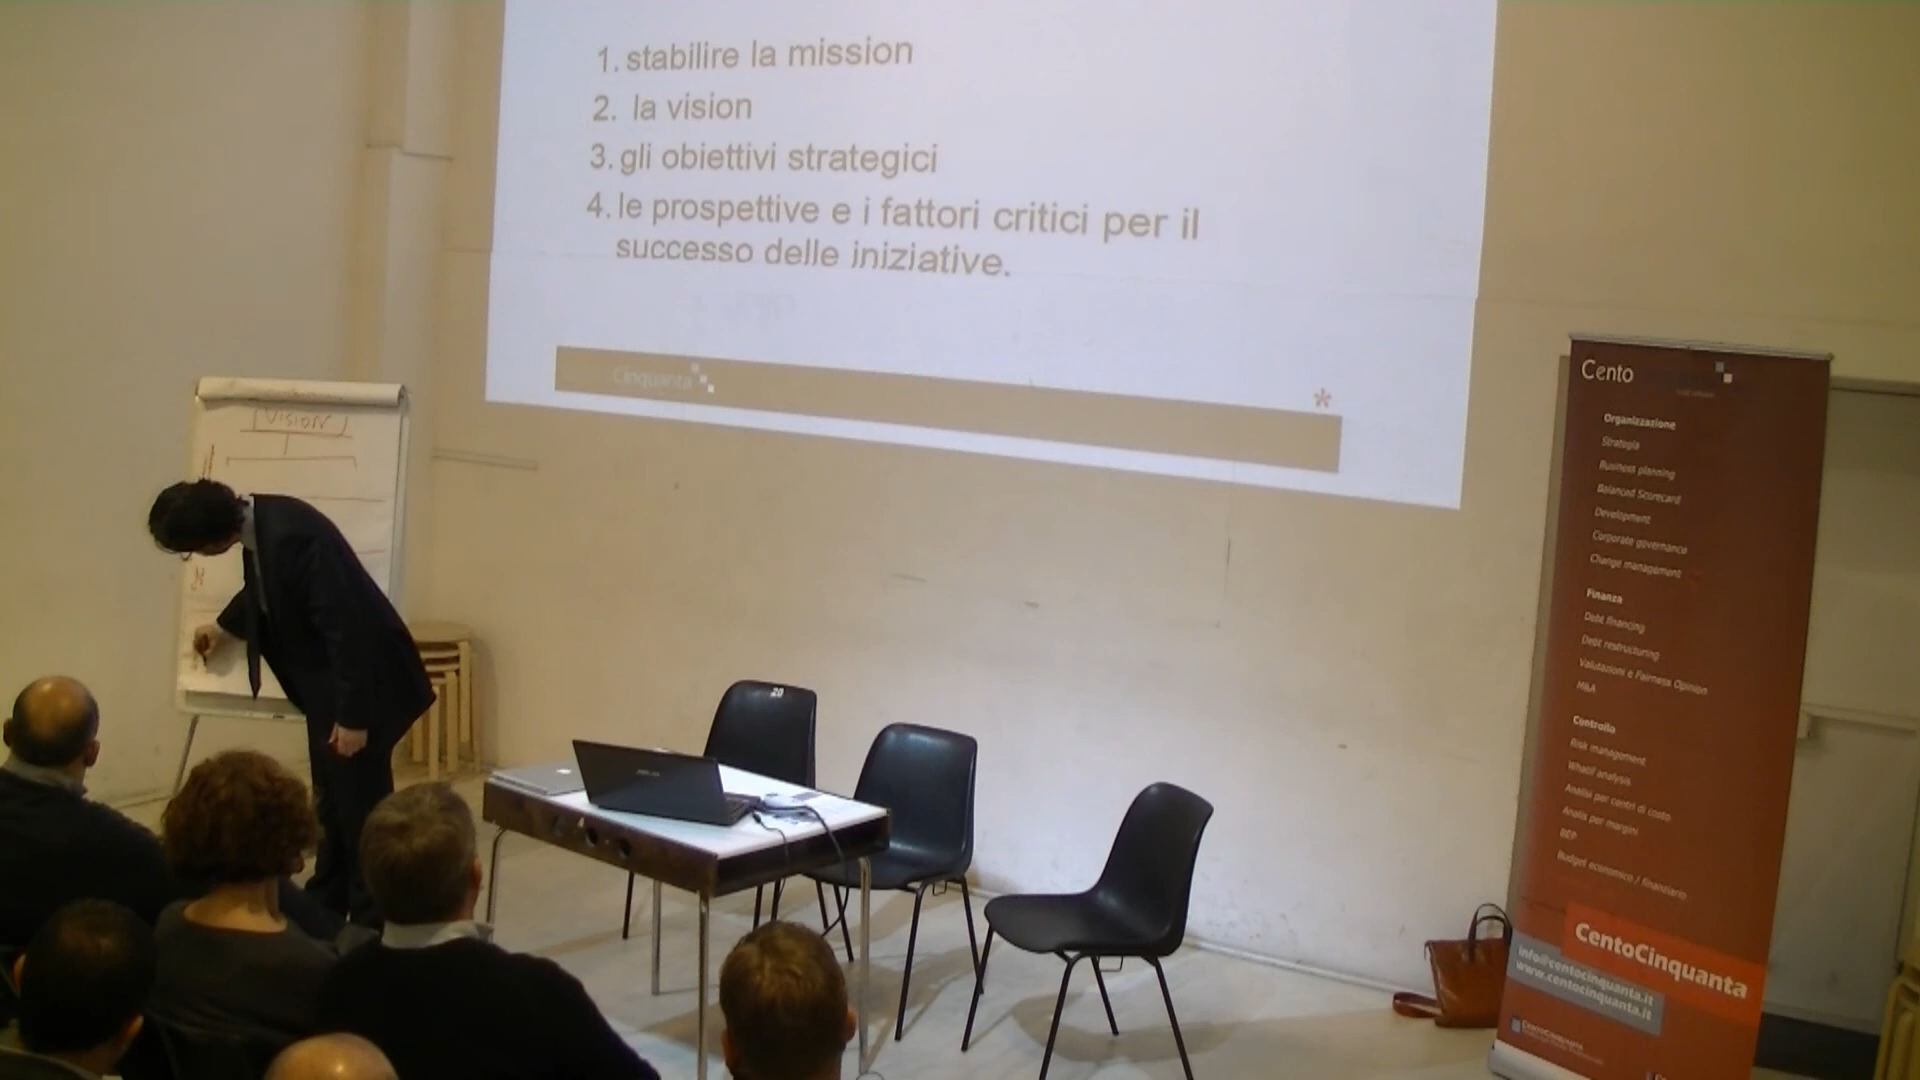 1. stabilire la mission
2. la vision
3. gli obiettivi strategici
4. le prospettive e i fattori critici per il
successo delle iniziative.
Cinquanta
*
VISION
20
Cento
Organizzazione
Strategia
Business planning
Balanced Scorecard
Development
Corporate governance
Change management
Finanza
Debt financing
Debt restructuring
Valutazioni e Fairness Opinion
M&A
Controllo
Risk management
Whatif analysis
Analisi per centri di costo
Analisi per margini
BEP
Budget economico / finanziario
CentoCinquanta
info@centocinquanta.it
www.centocinquanta.it
CentoCinquanta